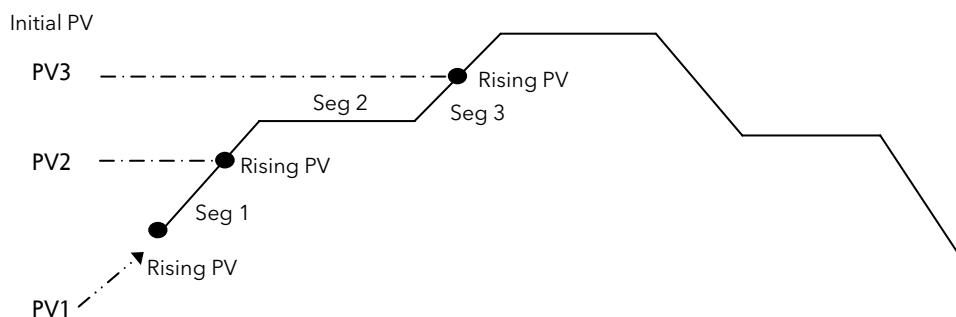 Initial PV
PV3
Rising PV
Seg 2
Seg 3
PV2
Rising PV
Seg 1
Rising PV
PV1